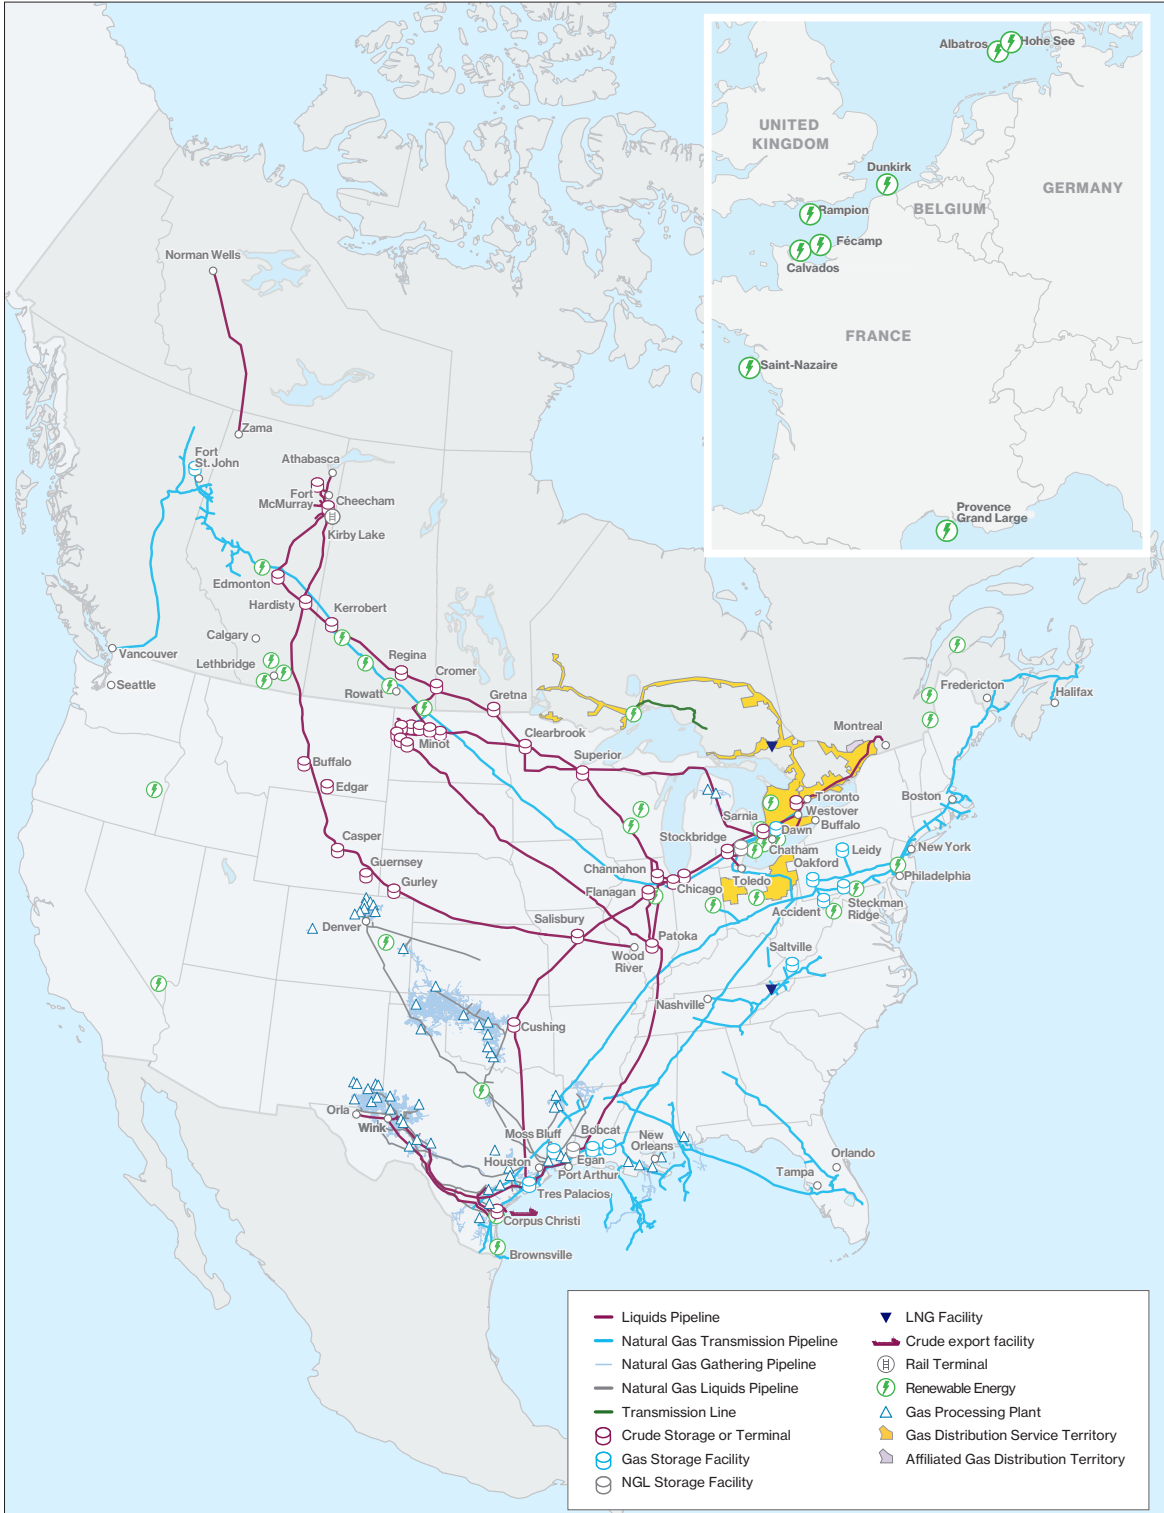 Albatros
Hohe See
UNITED
KINGDOM
Dunkirk
GERMANY
Rampion
BELGIUM
Fécamp
Calvados
FRANCE
Saint-Nazaire
Provence
Grand Large
Norman Wells
Zama
Fort
St. John
Athabasca
Fort
McMurray
Cheecham
Kirby Lake
Edmonton
Hardisty
Kerrobert
Calgary
Vancouver
Lethbridge
Regina
Cromer
Seattle
Rowatt
Gretna
Fredericton
Halifax
Montreal
Minot
Clearbrook
Superior
Buffalo
Edgar
Toronto
Westover
Boston
Sarnia
Buffalo
Stockbridge
Dawn
Casper
Chatham
Leidy
New York
Guernsey
Oakford
Channahon
Toledo
Philadelphia
Gurley
Flanagan
Chicago
Steckman
Ridge
Accident
Denver
Salisbury
Patoka
Wood
River
Saltville
Nashville
Cushing
Orla
Wink
Moss Bluff
Bobcat
New
Orleans
Houston
Egan
Port Arthur
Orlando
Tampa
Tres Palacios
Corpus Christi
Brownsville
Liquids Pipeline
Natural Gas Transmission Pipeline
Natural Gas Gathering Pipeline
Natural Gas Liquids Pipeline
Transmission Line
Crude Storage or Terminal
Gas Storage Facility
NGL Storage Facility
LNG Facility
Crude export facility
Rail Terminal
Renewable Energy
Gas Processing Plant
Gas Distribution Service Territory
Affiliated Gas Distribution Territory